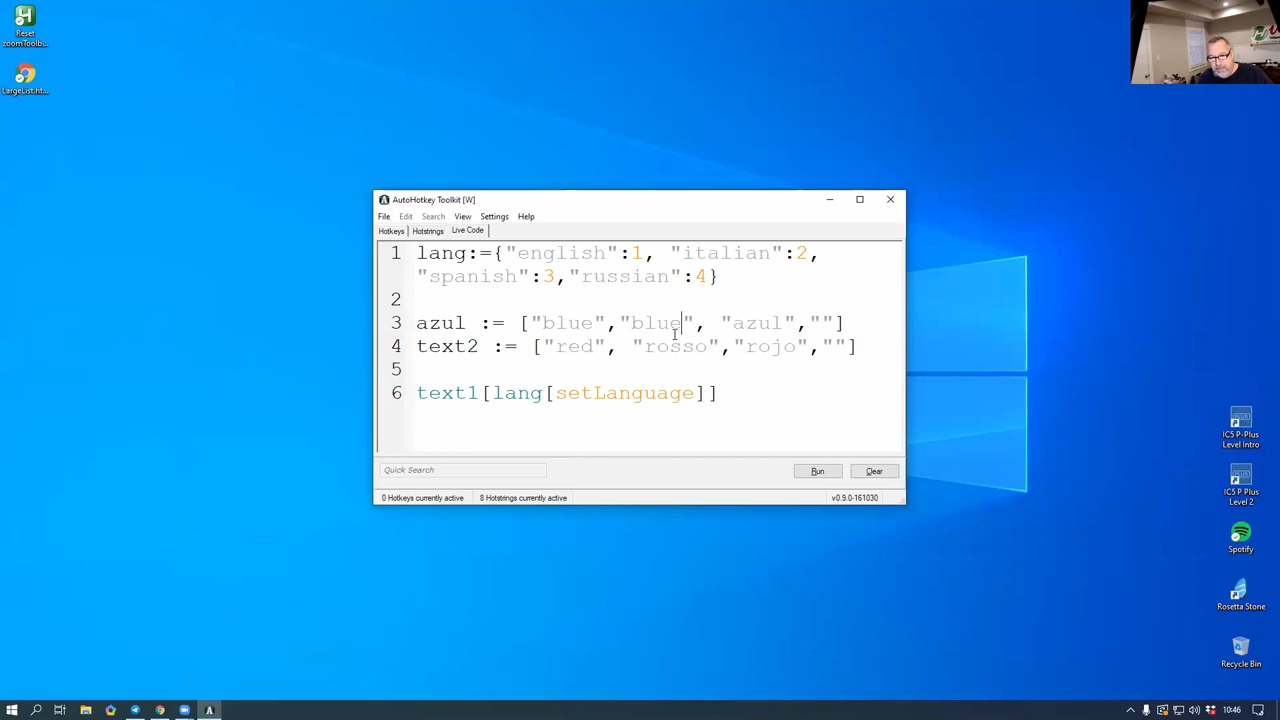 Reset
zoomToolb...
LargeList.ht...
AutoHotkey Toolkit [W]
File Edit Search View Settings Help
Hotkeys Hotstrings Live Code
1 lang:={"english":1, "italian":2,
"spanish":3,"russian":4}
2
3 azul := ["blue","blue", "azul",""]
4 text2 := ["red", "rosso","rojo",""]
5
6 text1[lang[setLanguage]]
Quick Search Run Clear
0 Hotkeys currently active 8 Hotstrings currently active v0.9.0-161030
IC5 P-Plus
Level Intro
IC5 P Plus
Level 2
Spotify
Rosetta Stone
Recycle Bin
10:46